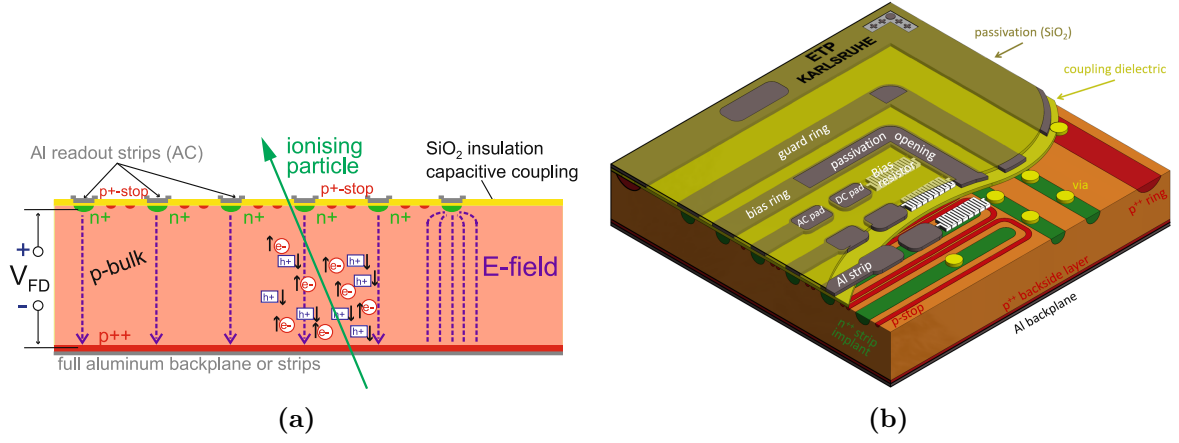 Al readout strips (AC)
ionising
particle
SiO₂ insulation
capacitive coupling
p+-stop
p+-stop
n+
n+
n+
n+
n+
+
V_FD
-
p-bulk
E-field
e-
h+
e-
h+
e-
h+
e-
h+
h+
h+
e-
e-
e-
e-
h+
p++
full aluminum backplane or strips
(a)
passivation (SiO₂)
coupling dielectric
ETP
KARLSRUHE
guard ring
passivation opening
bias ring
Bias
resistor
AC pad
DC pad
Al strip
via
p⁺⁺ ring
n⁺⁺ strip
implant
p-stop
p⁺⁺ backside layer
Al backplane
(b)